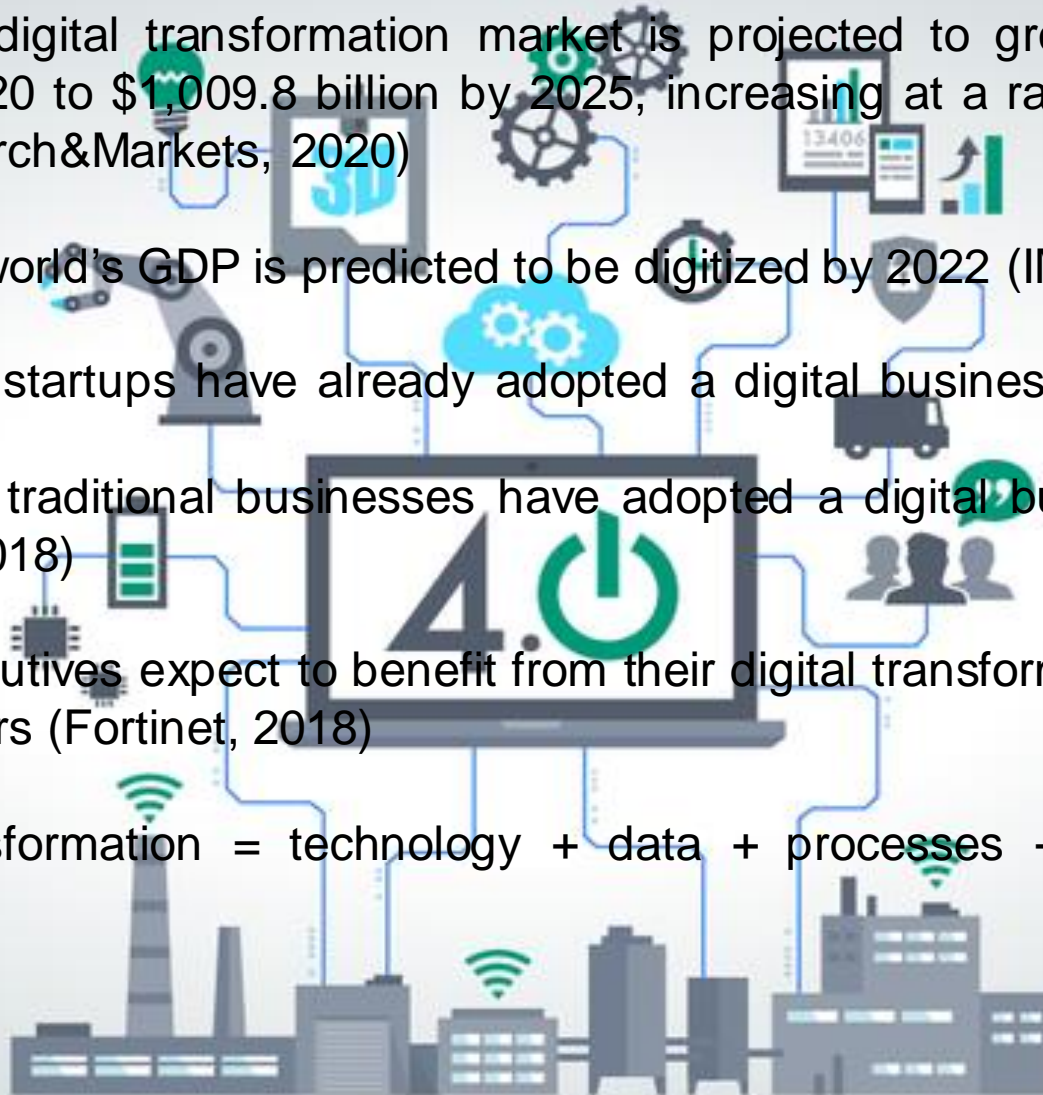 digital transformation market is projected to gro
20 to $1,009.8 billion by 2025, increasing at a ra
rch&Markets, 2020)
13406
3D
world's GDP is predicted to be digitized by 2022 (I
startups have already adopted a digital busines
traditional businesses have adopted a digital bu
018)
4.0
utives expect to benefit from their digital transform
rs (Fortinet, 2018)
sformation = technology + data + processes -